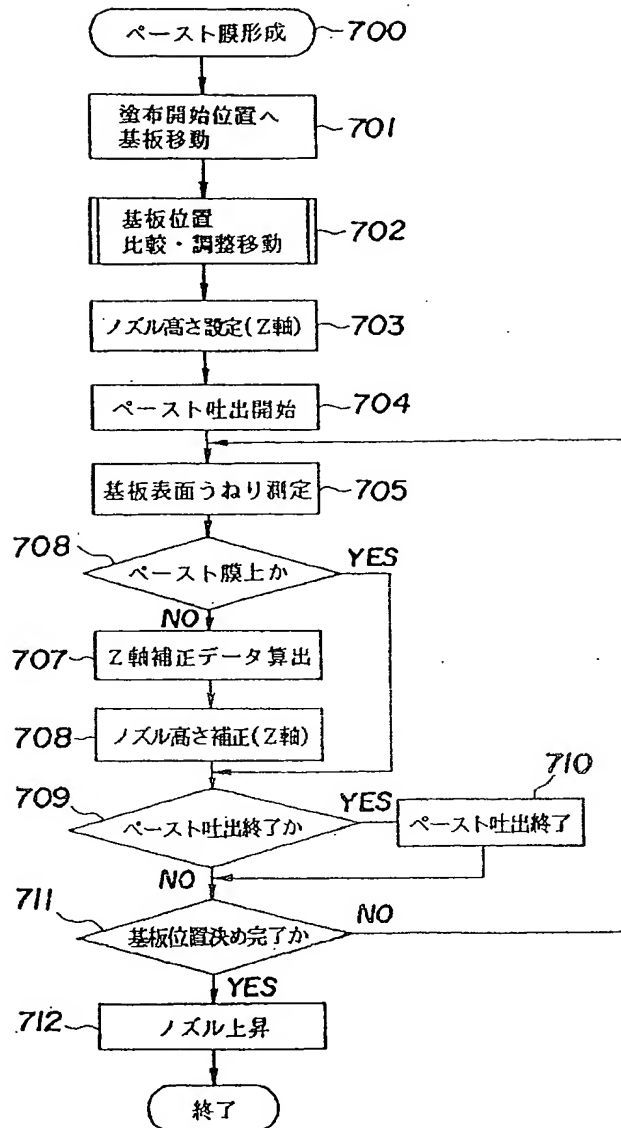 ペースト膜形成
700
塗布開始位置へ
基板移動
701
基板位置
比較・調整移動
702
ノズル高さ設定(Z軸)
703
ペースト吐出開始
704
基板表面うねり測定
705
708
ペースト膜上か
YES
NO
707
Z軸補正データ算出
708
ノズル高さ補正(Z軸)
709
ペースト吐出終了か
YES
710
ペースト吐出終了
NO
711
基板位置決め完了か
NO
YES
712
ノズル上昇
終了